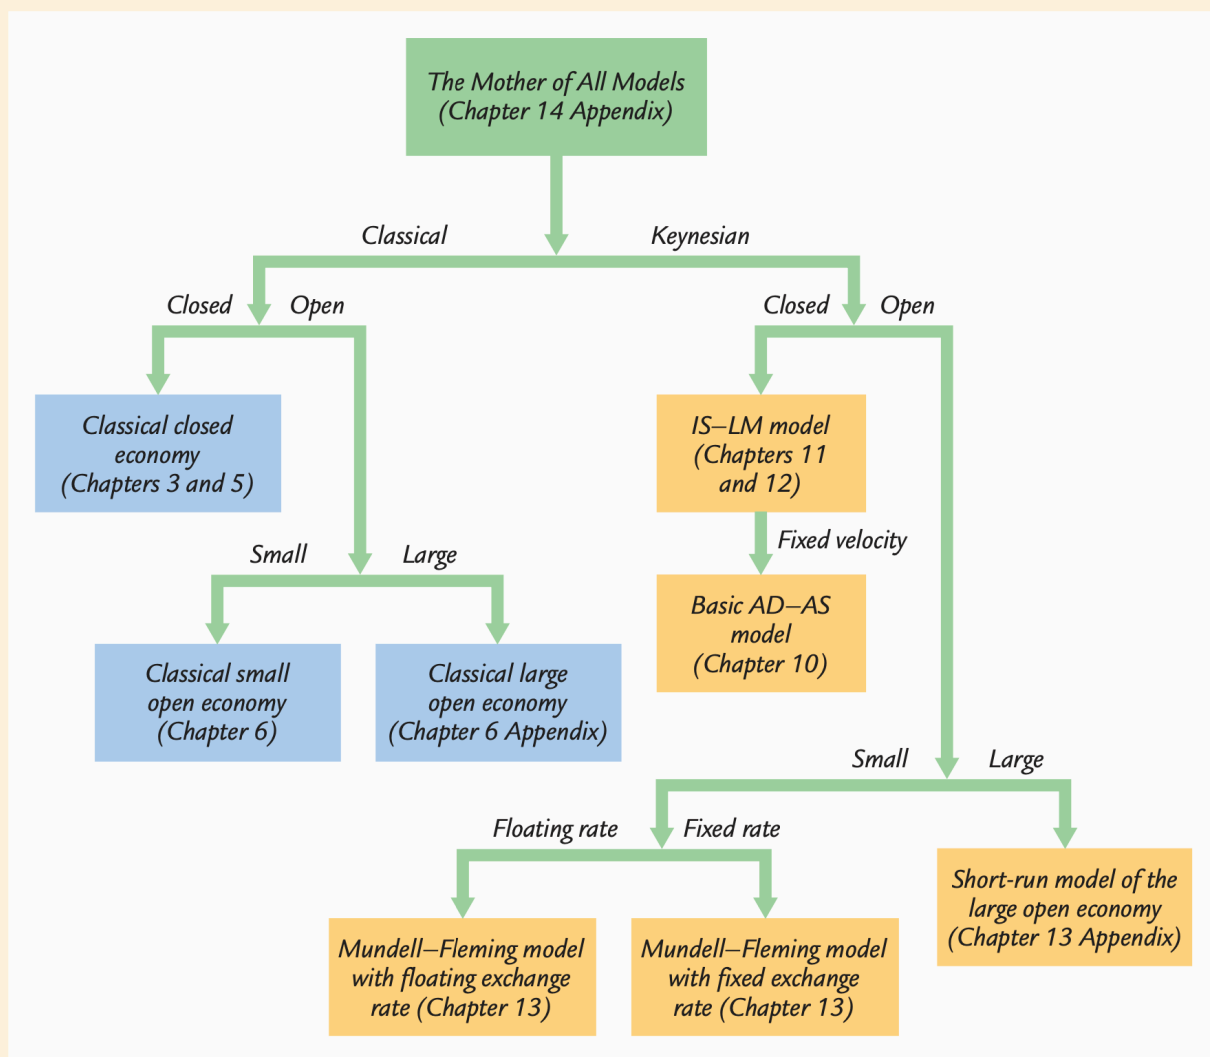 The Mother of All Models
(Chapter 14 Appendix)
Classical
Keynesian
Closed
Open
Closed
Open
Classical closed
economy
(Chapters 3 and 5)
IS–LM model
(Chapters 11
and 12)
Small
Large
Fixed velocity
Basic AD–AS
model
(Chapter 10)
Classical small
open economy
(Chapter 6)
Classical large
open economy
(Chapter 6 Appendix)
Small
Large
Floating rate
Fixed rate
Short-run model of the
large open economy
(Chapter 13 Appendix)
Mundell–Fleming model
with floating exchange
rate (Chapter 13)
Mundell–Fleming model
with fixed exchange
rate (Chapter 13)